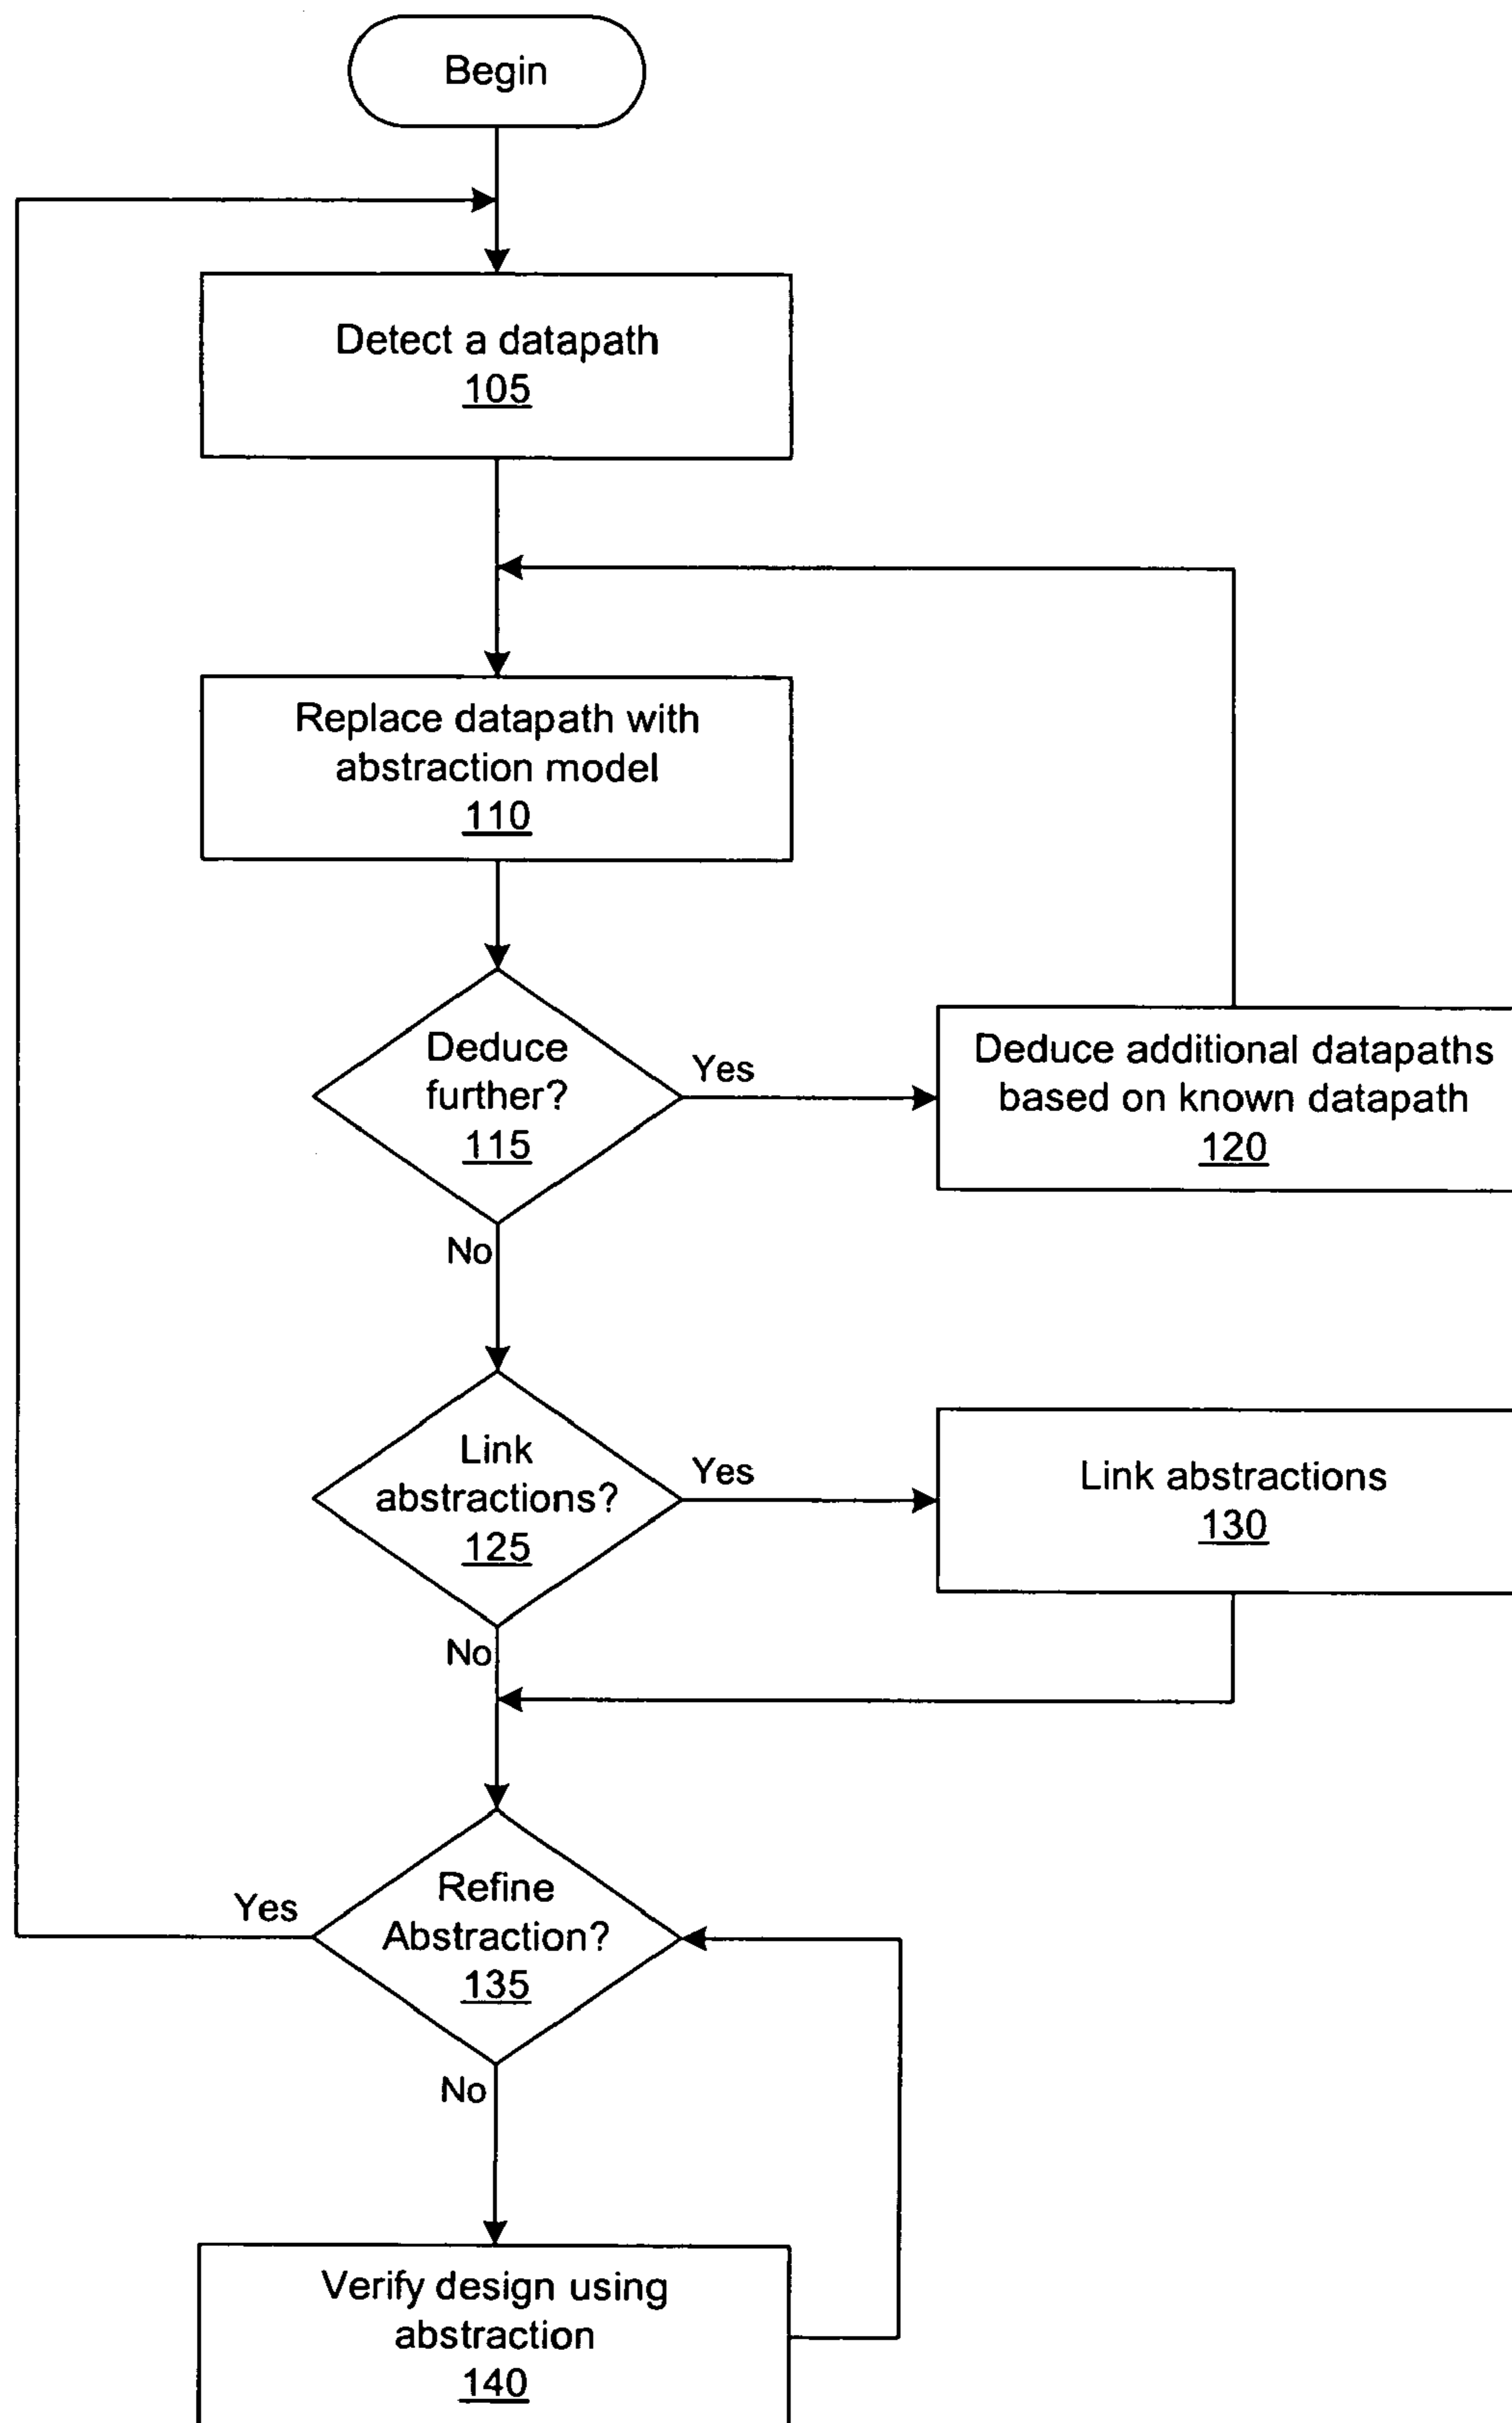 Begin
Detect a datapath
105
Replace datapath with
abstraction model
110
Deduce
further?
115
Yes
Deduce additional datapaths
based on known datapath
120
No
Link
abstractions?
125
Yes
Link abstractions
130
No
Refine
Abstraction?
135
Yes
No
Verify design using
abstraction
140